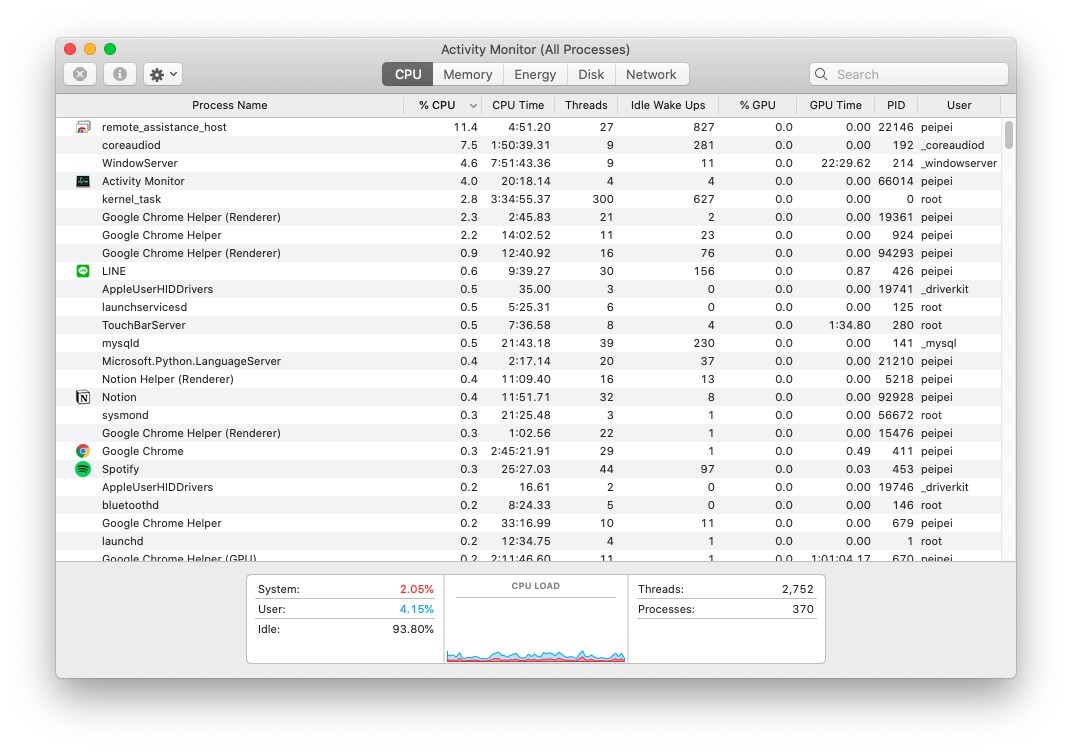 Activity Monitor (All Processes)
CPU Memory Energy Disk Network Search
Process Name % CPU CPU Time Threads Idle Wake Ups % GPU GPU Time PID User
remote_assistance_host 11.4 4:51.20 27 827 0.0 0.00 22146 peipei
coreaudiod 7.5 1:50:39.31 9 281 0.0 0.00 192 _coreaudiod
WindowServer 4.6 7:51:43.36 9 11 0.0 22:29.62 214 _windowserver
Activity Monitor 4.0 20:18.14 4 4 0.0 0.00 66014 peipei
kernel_task 2.8 3:34:55.37 300 627 0.0 0.00 0 root
Google Chrome Helper (Renderer) 2.3 2:45.83 21 2 0.0 0.00 19361 peipei
Google Chrome Helper 2.2 14:02.52 11 23 0.0 0.00 924 peipei
Google Chrome Helper (Renderer) 0.9 12:40.92 16 76 0.0 0.00 94293 peipei
LINE 0.6 9:39.27 30 156 0.0 0.87 426 peipei
AppleUserHIDDrivers 0.5 35.00 3 0 0.0 0.00 19741 _driverkit
launchservicesd 0.5 5:25.31 6 0 0.0 0.00 125 root
TouchBarServer 0.5 7:36.58 8 4 0.0 1:34.80 280 root
mysqld 0.5 21:43.18 39 230 0.0 0.00 141 _mysql
Microsoft.Python.LanguageServer 0.4 2:17.14 20 37 0.0 0.00 21210 peipei
Notion Helper (Renderer) 0.4 11:09.40 16 13 0.0 0.00 5218 peipei
Notion 0.4 11:51.71 32 8 0.0 0.00 92928 peipei
sysmond 0.3 21:25.48 3 1 0.0 0.00 56672 root
Google Chrome Helper (Renderer) 0.3 1:02.56 22 1 0.0 0.00 15476 peipei
Google Chrome 0.3 2:45:21.91 29 1 0.0 0.49 411 peipei
Spotify 0.3 25:27.03 44 97 0.0 0.03 453 peipei
AppleUserHIDDrivers 0.2 16.61 2 0 0.0 0.00 19746 _driverkit
bluetoothd 0.2 8:24.33 5 0 0.0 0.00 146 root
Google Chrome Helper 0.2 33:16.99 10 11 0.0 0.00 679 peipei
launchd 0.2 12:34.75 4 1 0.0 0.00 1 root
Google Chrome Helper (GPU) 0.2 2:11:46.60 11 1 0.0 1:01:04.17 670 peipei
System: 2.05% CPU LOAD Threads: 2,752
User: 4.15% Processes: 370
Idle: 93.80%